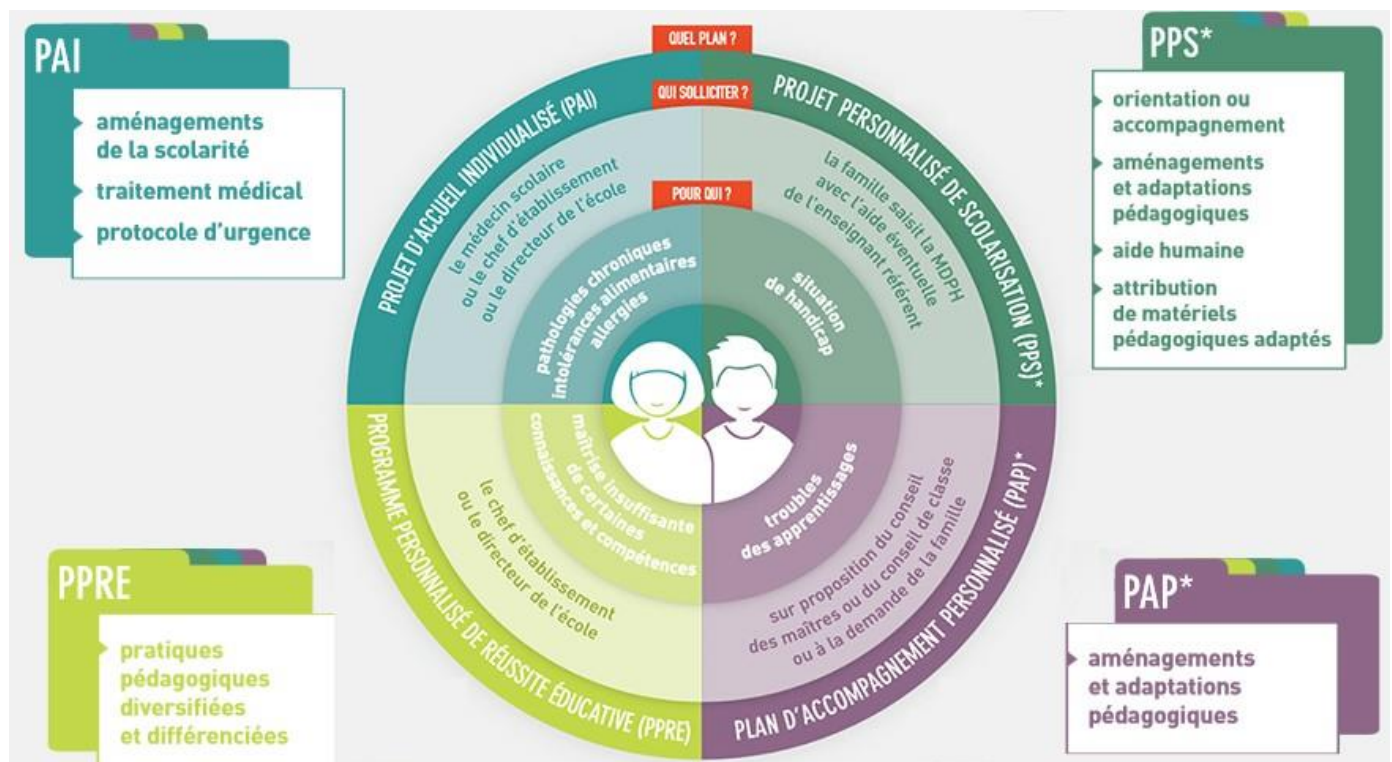 PAI
aménagements
de la scolarité
traitement médical
protocole d'urgence
QUEL PLAN ?
QUI SOLLICITER ?
POUR QUI ?
PROJET D'ACCUEIL INDIVIDUALISÉ (PAI)
le médecin scolaire
ou le chef d'établissement
ou le directeur de l'école
pathologies chroniques
intolérances alimentaires
allergies
PROJET PERSONNALISÉ DE SCOLARISATION (PPS)*
la famille saisit la MDPH
avec l'aide éventuelle
de l'enseignant référent
situation
de handicap
PPS*
orientation ou
accompagnement
aménagements
et adaptations
pédagogiques
aide humaine
attribution
de matériels
pédagogiques adaptés
PROGRAMME PERSONNALISÉ DE RÉUSSITE ÉDUCATIVE (PPRE)
le chef d'établissement
ou le directeur de l'école
maîtrise insuffisante
de certaines
connaissances et compétences
PLAN D'ACCOMPAGNEMENT PERSONNALISÉ (PAP)*
sur proposition du conseil
des maîtres ou du conseil de classe
ou à la demande de la famille
troubles
des apprentissages
PPRE
pratiques
pédagogiques
diversifiées
et différenciées
PAP*
aménagements
et adaptations
pédagogiques